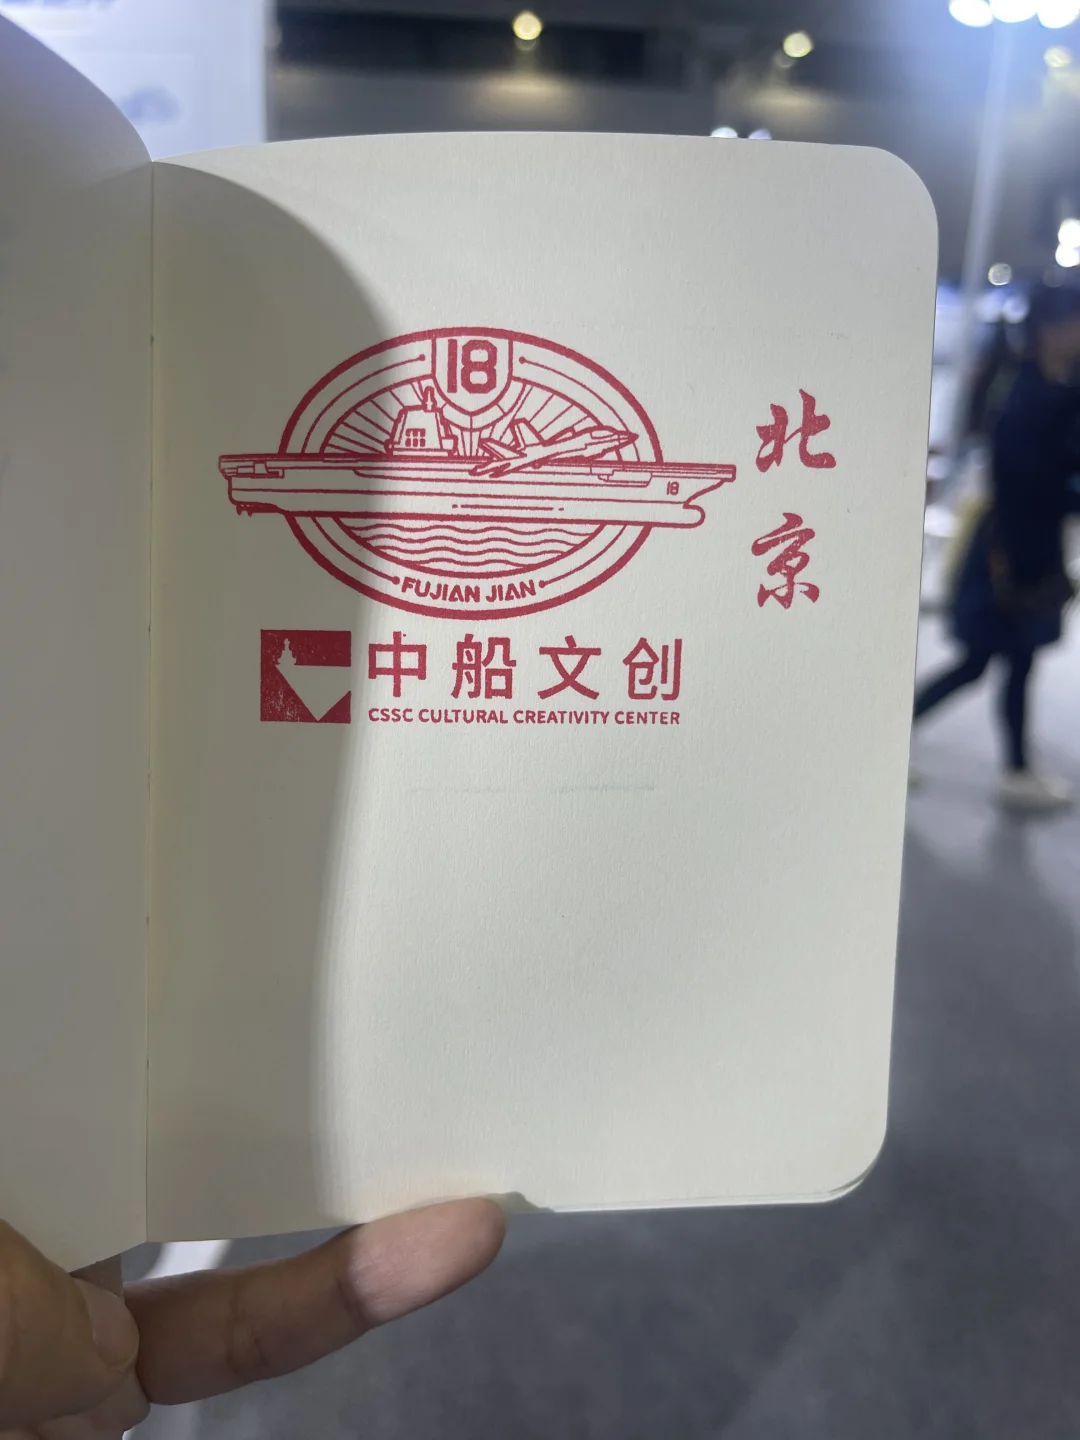 18
18
FUJIAN JIAN
中船文创
CSSC CULTURAL CREATIVITY CENTER
北京